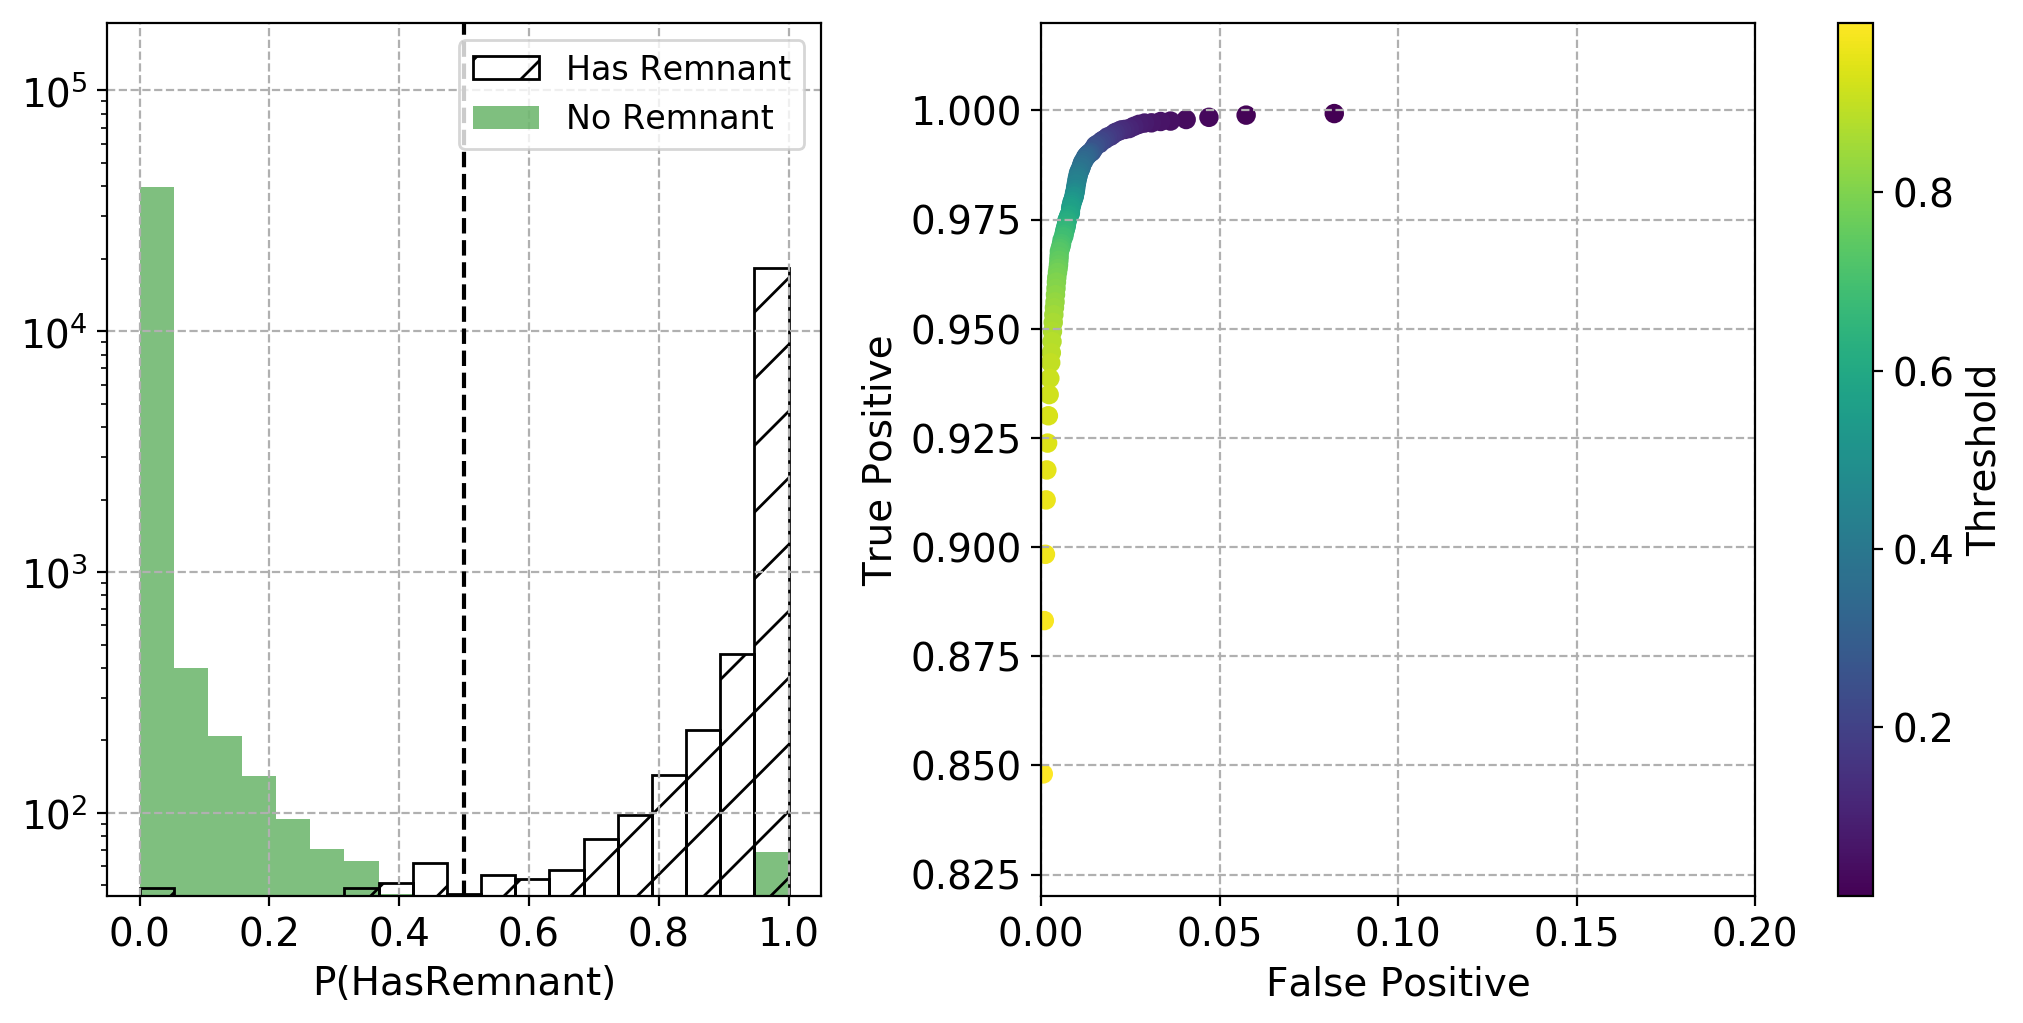 Has Remnant
No Remnant
10^5
10^4
10^3
10^2
0.0 0.2 0.4 0.6 0.8 1.0
P(HasRemnant)
True Positive
1.000
0.975
0.950
0.925
0.900
0.875
0.850
0.825
0.00 0.05 0.10 0.15 0.20
False Positive
0.8
0.6
0.4
0.2
Threshold